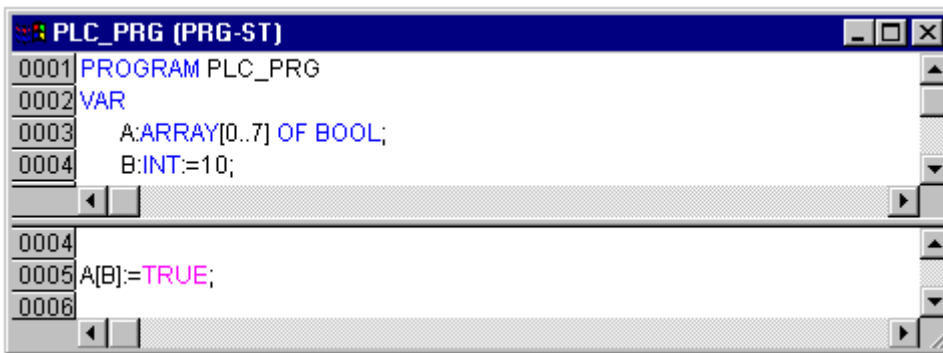 PLC_PRG (PRG-ST)
0001 PROGRAM PLC_PRG
0002 VAR
0003 A:ARRAY[0..7] OF BOOL;
0004 B:INT:=10;
0004
0005 A[B]:=TRUE;
0006